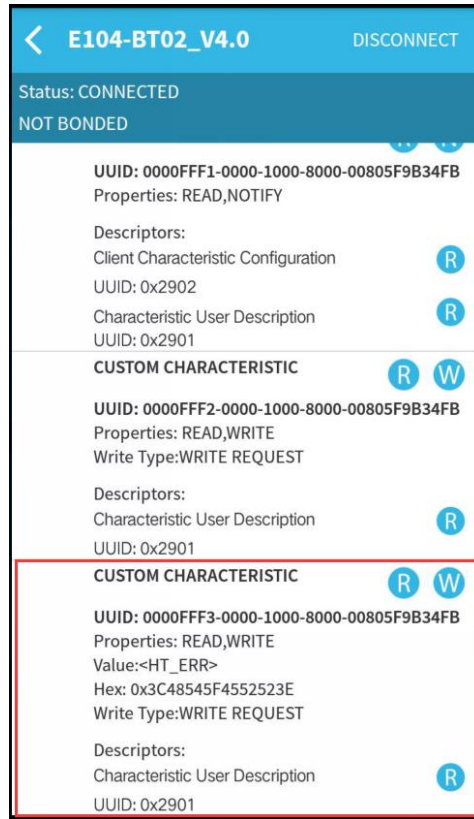 E104-BT02_V4.0 DISCONNECT
Status: CONNECTED
NOT BONDED
UUID: 0000FFF1-0000-1000-8000-00805F9B34FB
Properties: READ,NOTIFY
Descriptors:
Client Characteristic Configuration R
UUID: 0x2902
Characteristic User Description R
UUID: 0x2901
CUSTOM CHARACTERISTIC R W
UUID: 0000FFF2-0000-1000-8000-00805F9B34FB
Properties: READ,WRITE
Write Type:WRITE REQUEST
Descriptors:
Characteristic User Description R
UUID: 0x2901
CUSTOM CHARACTERISTIC R W
UUID: 0000FFF3-0000-1000-8000-00805F9B34FB
Properties: READ,WRITE
Value:<HT_ERR>
Hex: 0x3C48545F4552523E
Write Type:WRITE REQUEST
Descriptors:
Characteristic User Description R
UUID: 0x2901